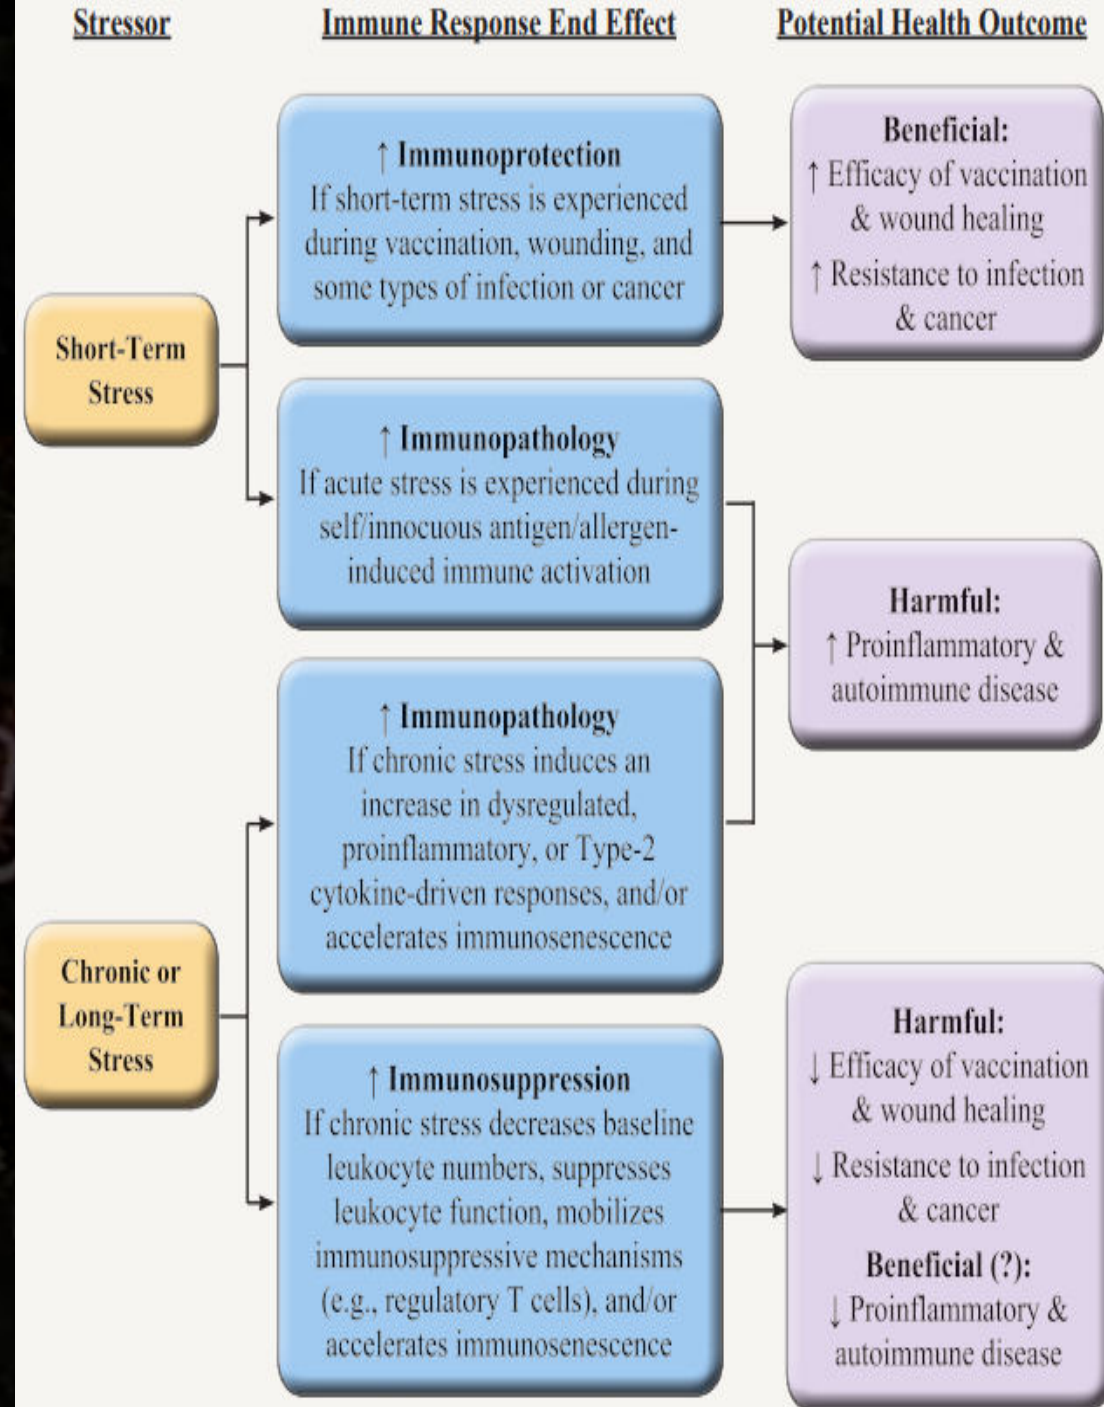 Stressor
Immune Response End Effect
Potential Health Outcome
Short-Term
Stress
↑ Immunoprotection
If short-term stress is experienced
during vaccination, wounding, and
some types of infection or cancer
Beneficial:
↑ Efficacy of vaccination
& wound healing
↑ Resistance to infection
& cancer
↑ Immunopathology
If acute stress is experienced during
self/innocuous antigen/allergen-
induced immune activation
Harmful:
↑ Proinflammatory &
autoimmune disease
Chronic or
Long-Term
Stress
↑ Immunopathology
If chronic stress induces an
increase in dysregulated,
proinflammatory, or Type-2
cytokine-driven responses, and/or
accelerates immunosenescence
↑ Immunosuppression
If chronic stress decreases baseline
leukocyte numbers, suppresses
leukocyte function, mobilizes
immunosuppressive mechanisms
(e.g., regulatory T cells), and/or
accelerates immunosenescence
Harmful:
↓ Efficacy of vaccination
& wound healing
↓ Resistance to infection
& cancer
Beneficial (?):
↓ Proinflammatory &
autoimmune disease